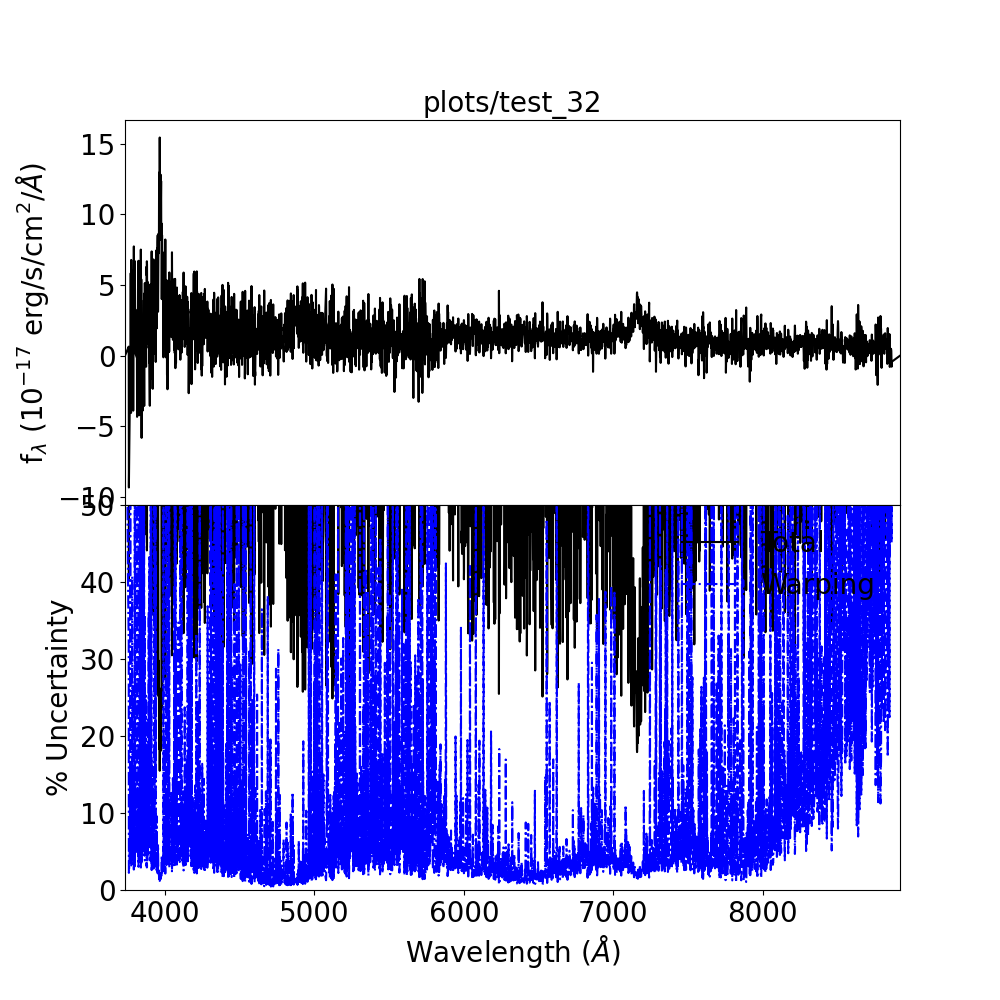 plots/test_32
15
10
5
0
−5
−10
f_λ (10^−17 erg/s/cm^2/Å)
50
40
30
20
10
0
% Uncertainty
Total
Warping
4000 5000 6000 7000 8000
Wavelength (Å)